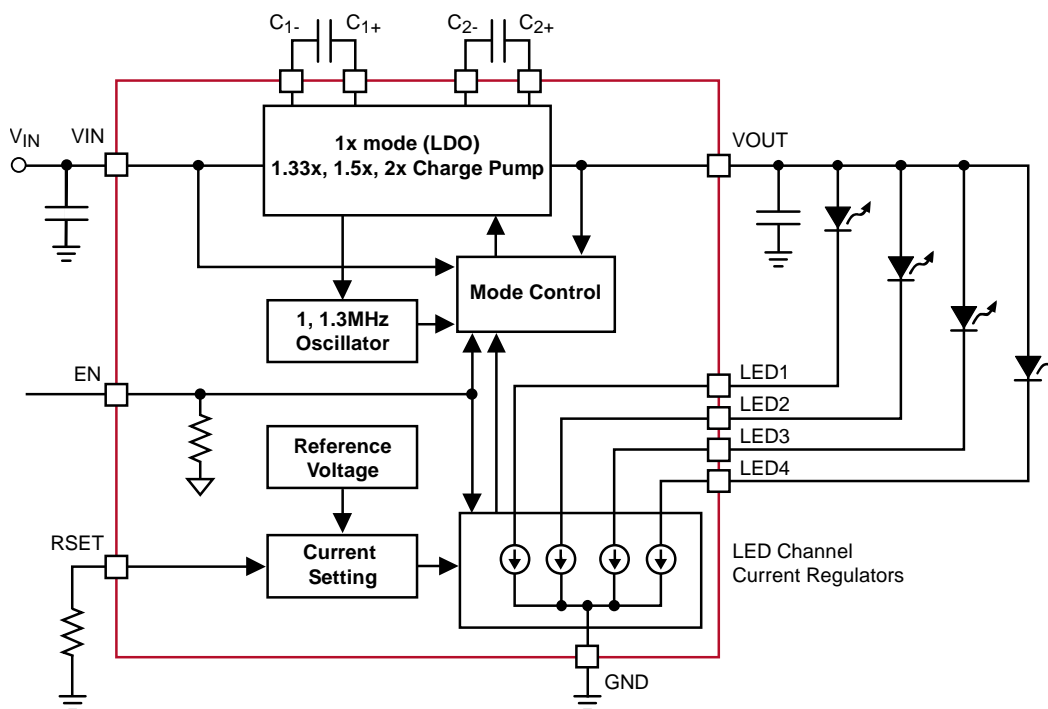 C1- C1+ C2- C2+
VIN
VIN
1x mode (LDO)
1.33x, 1.5x, 2x Charge Pump
VOUT
Mode Control
1, 1.3MHz
Oscillator
EN
LED1
LED2
LED3
LED4
Reference
Voltage
RSET
Current
Setting
LED Channel
Current Regulators
GND